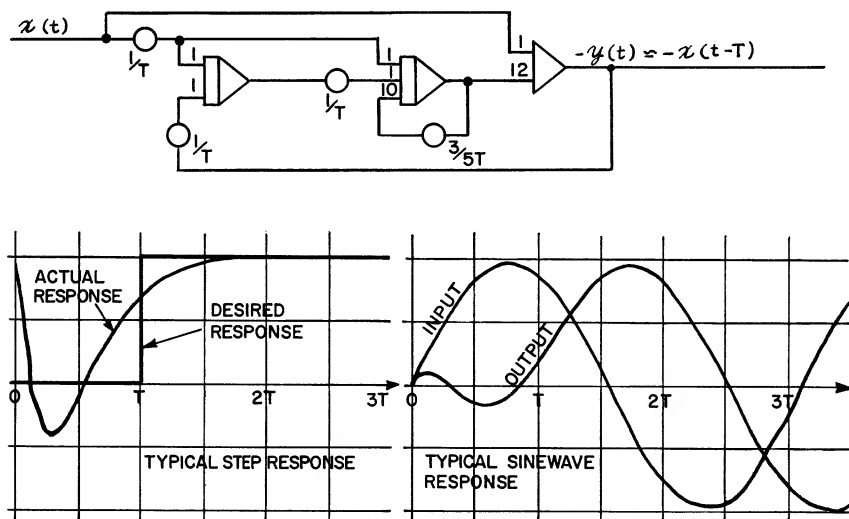 x(t)
1/T
1
1
1/T
1
1
10
3/5T
1
12
-y(t) ≈ -x(t-T)
1/T
ACTUAL
RESPONSE
DESIRED
RESPONSE
0
T
2T
3T
TYPICAL STEP RESPONSE
INPUT
OUTPUT
0
T
2T
3T
TYPICAL SINEWAVE
RESPONSE